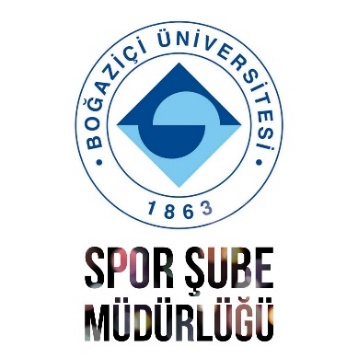 • BOĞAZİÇİ ÜNİVERSİTESİ •
1863
SPOR ŞUBE
MÜDÜRLÜĞÜ